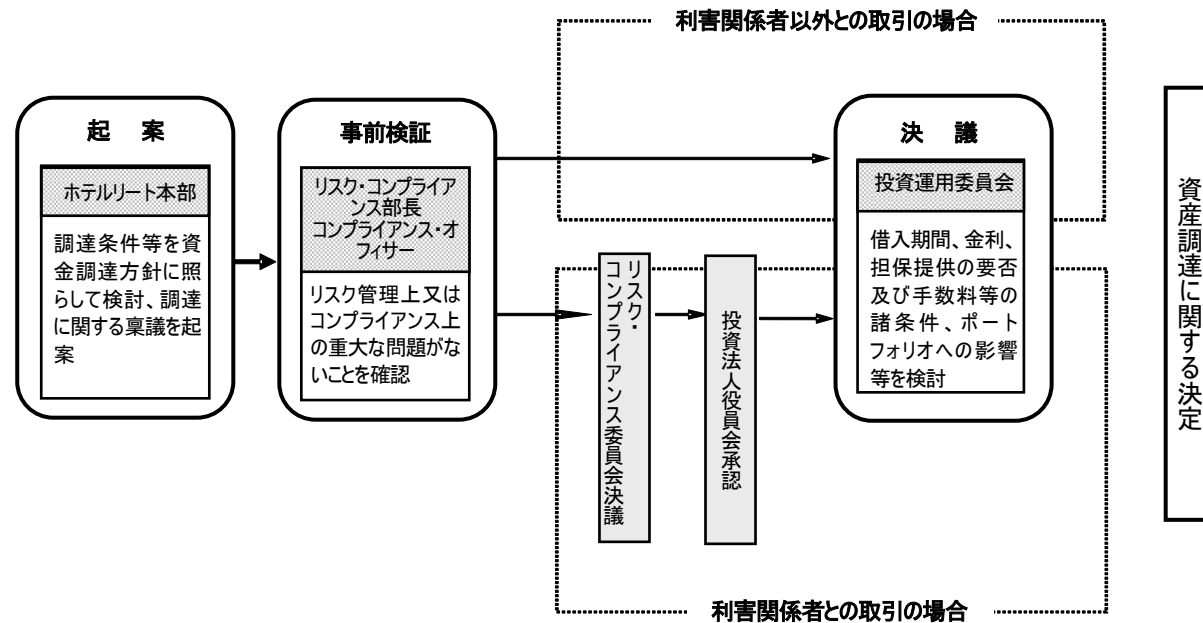 利害関係者以外との取引の場合
起 案
ホテルリート本部
調達条件等を資
金調達方針に照
らして検討、調達
に関する稟議を起
案
事前検証
リスク・コンプライア
ンス部長
コンプライアンス・オ
フィサー
リスク管理上又は
コンプライアンス上
の重大な問題がな
いことを確認
リスク・
コンプライアンス委員会決議
投資法人役員会承認
決 議
投資運用委員会
借入期間、金利、
担保提供の要否
及び手数料等の
諸条件、ポート
フォリオへの影響
等を検討
資産調達に関する決定
利害関係者との取引の場合